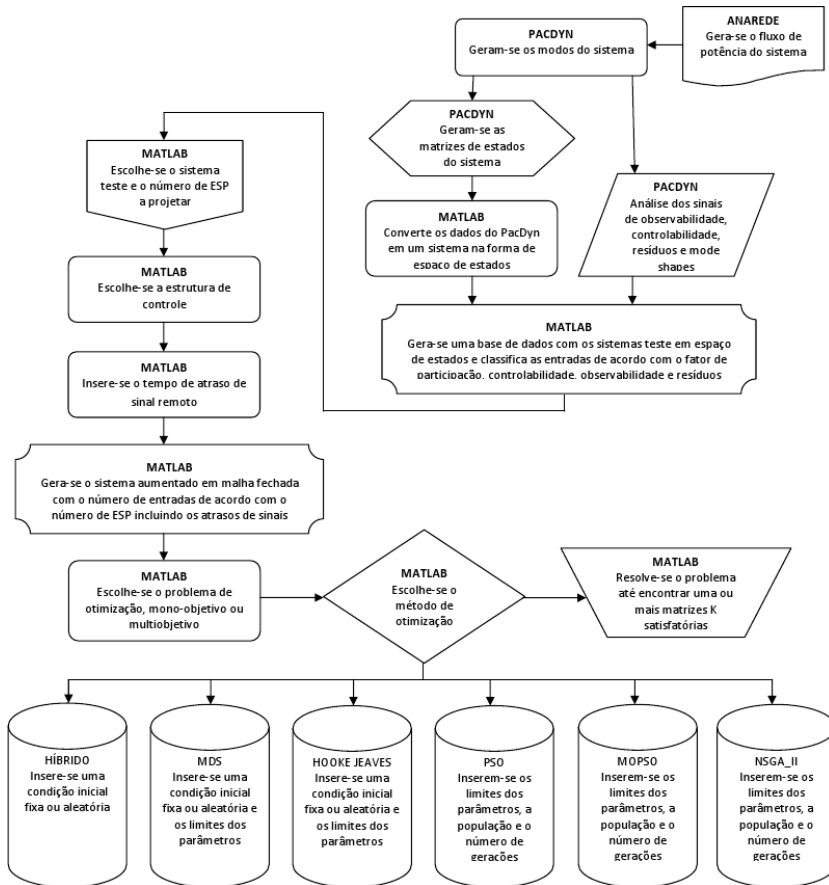 ANAREDE
Gera-se o fluxo de
potência do sistema
PACDYN
Geram-se os modos do sistema
PACDYN
Geram-se as
matrizes de estados
do sistema
PACDYN
Análise dos sinais
de observabilidade,
controlabilidade,
resíduos e mode
shapes
MATLAB
Converte os dados do PacDyn
em um sistema na forma de
espaço de estados
MATLAB
Gera-se uma base de dados com os sistemas teste em espaço
de estados e classifica as entradas de acordo com o fator de
participação, controlabilidade, observabilidade e resíduos
MATLAB
Escolhe-se o sistema
teste e o número de ESP
a projetar
MATLAB
Escolhe-se a estrutura de
controle
MATLAB
Insere-se o tempo de atraso de
sinal remoto
MATLAB
Gera-se o sistema aumentado em malha fechada
com o número de entradas de acordo com o
número de ESP incluindo os atrasos de sinais
MATLAB
Escolhe-se o problema de
otimização, mono-objetivo ou
multiobjetivo
MATLAB
Escolhe-se o
método de
otimização
MATLAB
Resolve-se o problema
até encontrar uma ou
mais matrizes K
satisfatórias
HÍBRIDO
Insere-se uma
condição inicial
fixa ou aleatória
MDS
Insere-se uma
condição inicial
fixa ou aleatória e
os limites dos
parâmetros
HOOKE JEAVES
Insere-se uma
condição inicial
fixa ou aleatória e
os limites dos
parâmetros
PSO
Inserem-se os
limites dos
parâmetros, a
população e o
número de
gerações
MOPSO
Inserem-se os
limites dos
parâmetros, a
população e o
número de
gerações
NSGA_II
Inserem-se os
limites dos
parâmetros, a
população e o
número de
gerações